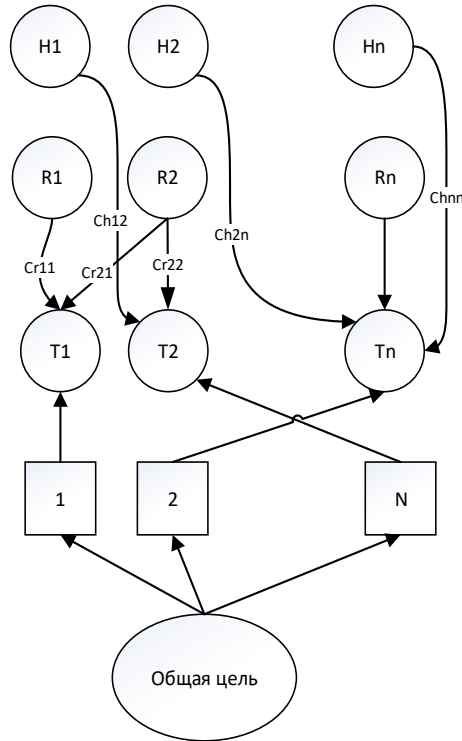 H1
H2
Hn
R1
R2
Rn
Ch12
Chnn
Ch2n
Cr11
Cr21
Cr22
T1
T2
Tn
1
2
N
Общая цель